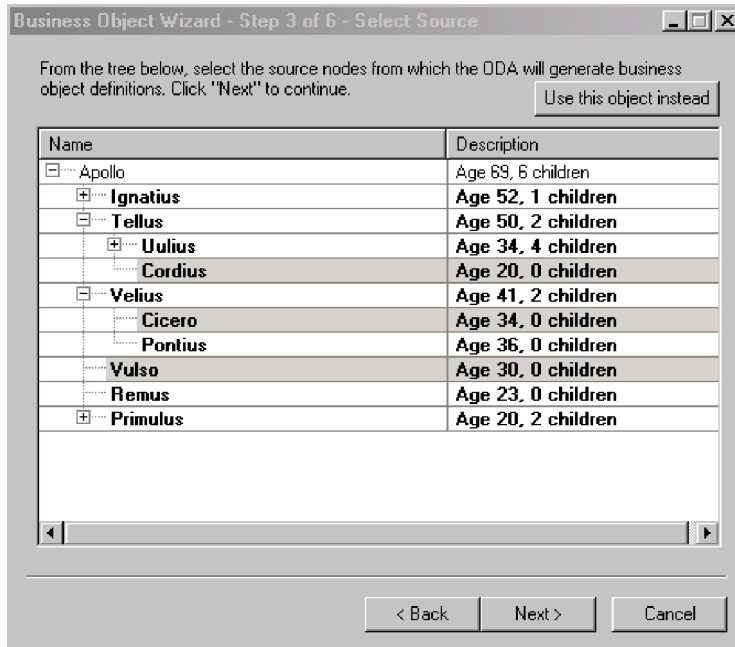 Business Object Wizard - Step 3 of 6 - Select Source
From the tree below, select the source nodes from which the ODA will generate business
object definitions. Click "Next" to continue.
Use this object instead
Name Description
Apollo Age 69, 6 children
Ignatius Age 52, 1 children
Tellus Age 50, 2 children
Uulius Age 34, 4 children
Cordius Age 20, 0 children
Velius Age 41, 2 children
Cicero Age 34, 0 children
Pontius Age 36, 0 children
Vulso Age 30, 0 children
Remus Age 23, 0 children
Primulus Age 20, 2 children
< Back Next > Cancel